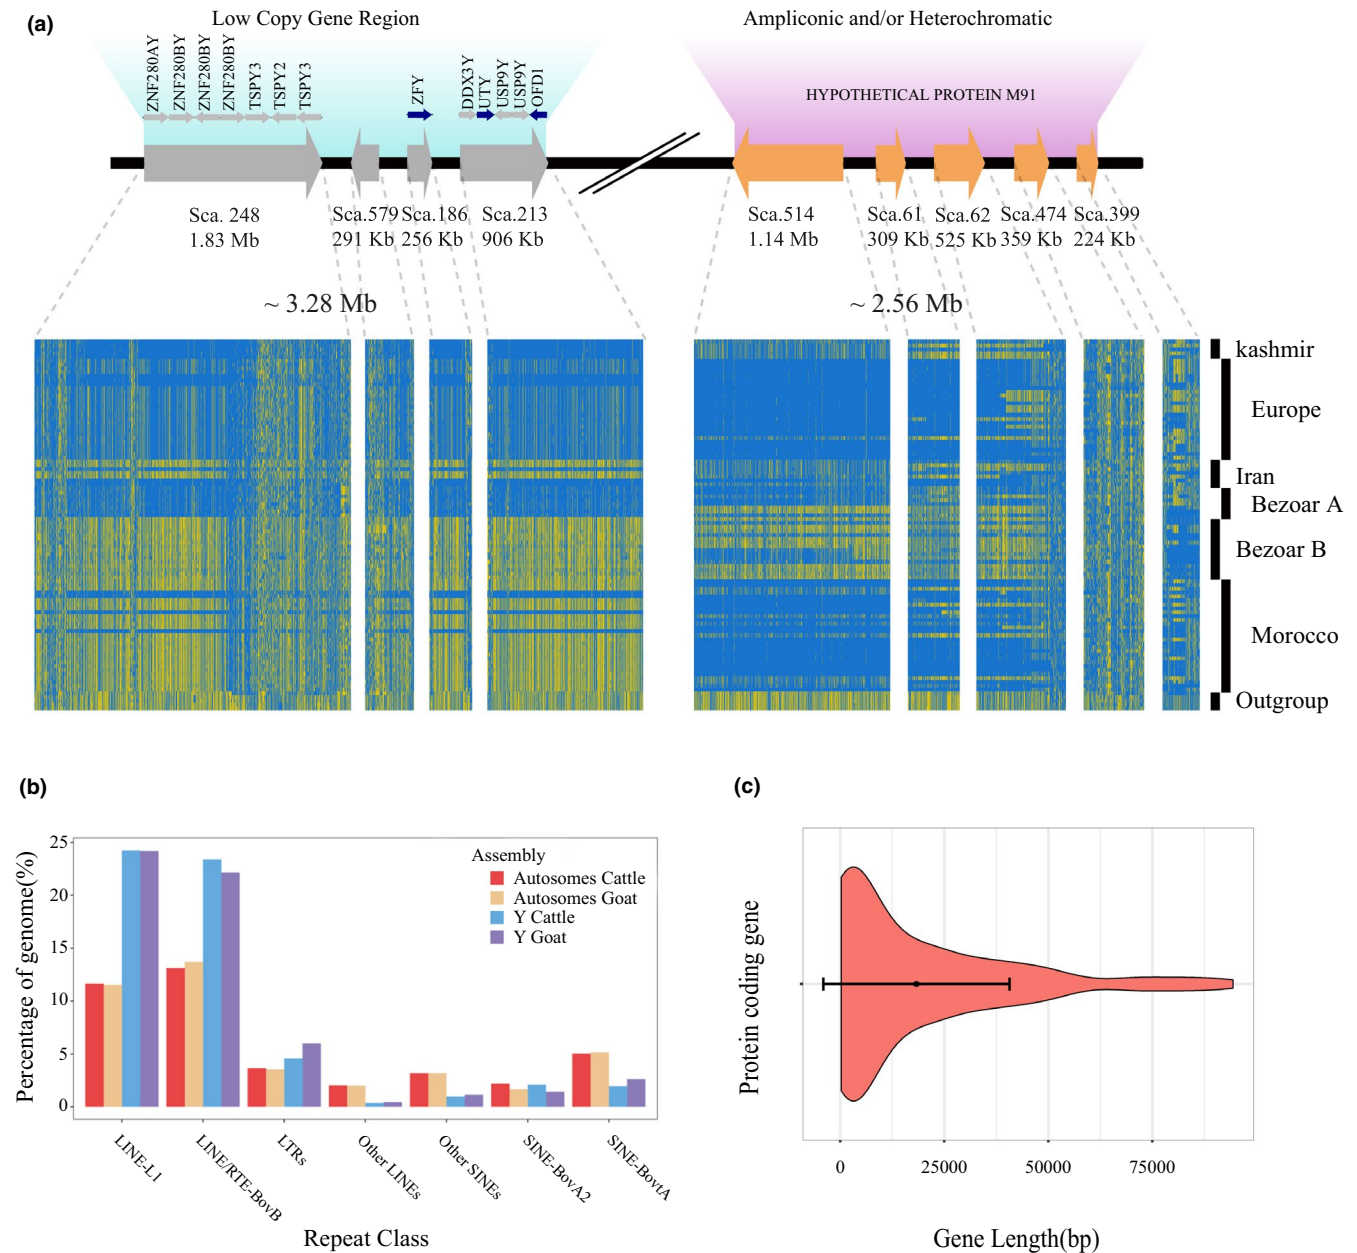 (a)
Low Copy Gene Region
Ampliconic and/or Heterochromatic
ZNF280AY
ZNF280BY
ZNF280BY
ZNF280BY
TSPY3
TSPY2
TSPY3
ZFY
DDX3Y
UTY
USP9Y
USP9Y
OFD1
HYPOTHETICAL PROTEIN M91
Sca. 248
1.83 Mb
Sca.579
291 Kb
Sca.186
256 Kb
Sca.213
906 Kb
Sca.514
1.14 Mb
Sca.61
309 Kb
Sca.62
525 Kb
Sca.474
359 Kb
Sca.399
224 Kb
~ 3.28 Mb
~ 2.56 Mb
kashmir
Europe
Iran
Bezoar A
Bezoar B
Morocco
Outgroup
(b)
Percentage of genome(%)
25
20
15
10
5
0
Assembly
Autosomes Cattle
Autosomes Goat
Y Cattle
Y Goat
LINE-L1
LINE/RTE-BovB
LTRs
Other LINEs
Other SINEs
SINE-BovA2
SINE-BovtA
Repeat Class
(c)
Protein coding gene
0
25000
50000
75000
Gene Length(bp)